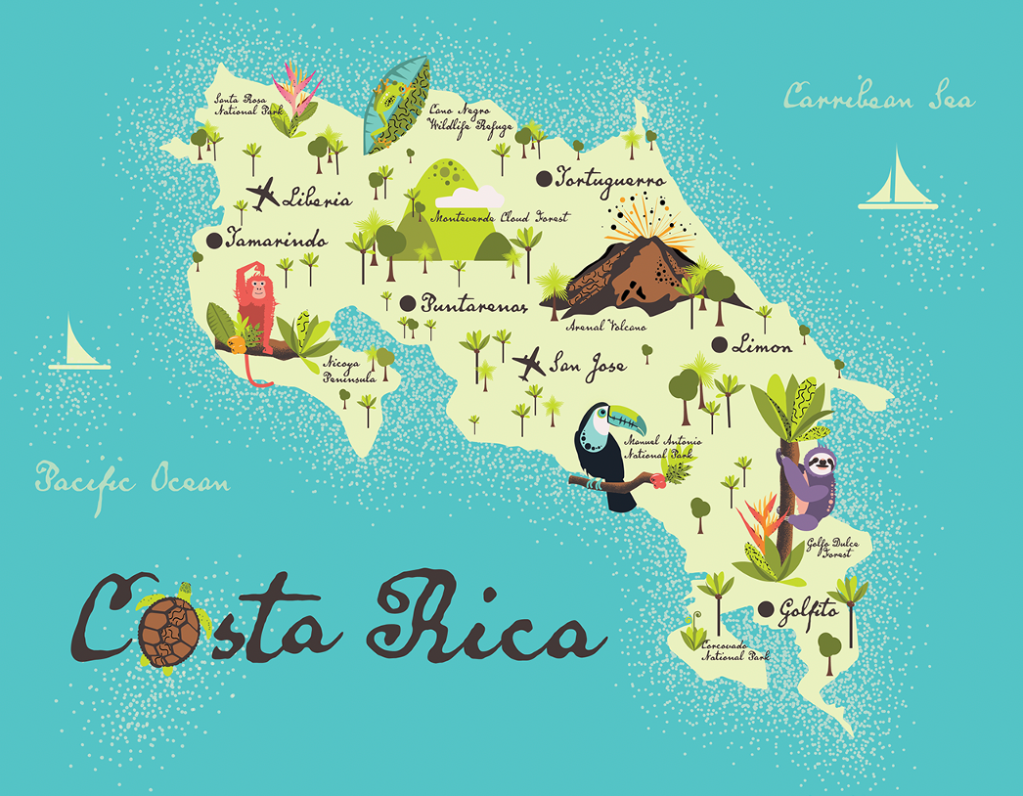 Carribean Sea
Santa Rosa
National Park
Cano Negro
Wildlife Refuge
Tortuguerro
Liberia
Monteverde Cloud Forest
Tamarindo
Puntarenas
Arenal Volcano
Limon
San Jose
Nicoya
Peninsula
Manuel Antonio
National Park
Pacific Ocean
Golfo Dulce
Forest
Costa Rica
Golfito
Corcovado
National Park